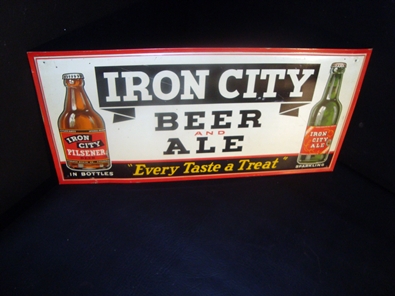 IRON CITY
BEER
AND
ALE
"Every Taste a Treat"
IRON
CITY
PILSENER
IN BOTTLES
IRON
CITY
ALE
SPARKLING